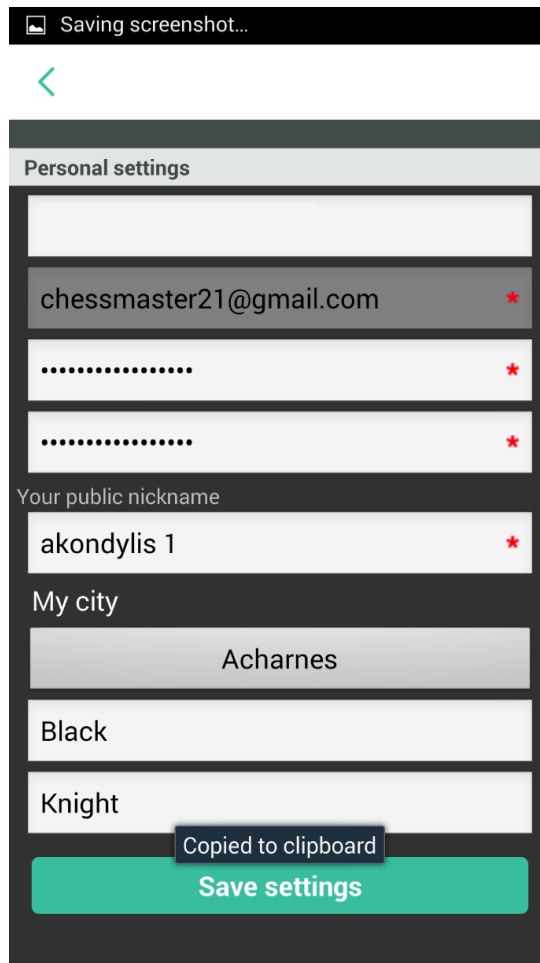 Saving screenshot...
Personal settings
chessmaster21@gmail.com *
•••••••••••••••••• *
•••••••••••••••••• *
Your public nickname
akondylis 1 *
My city
Acharnes
Black
Knight
Copied to clipboard
Save settings